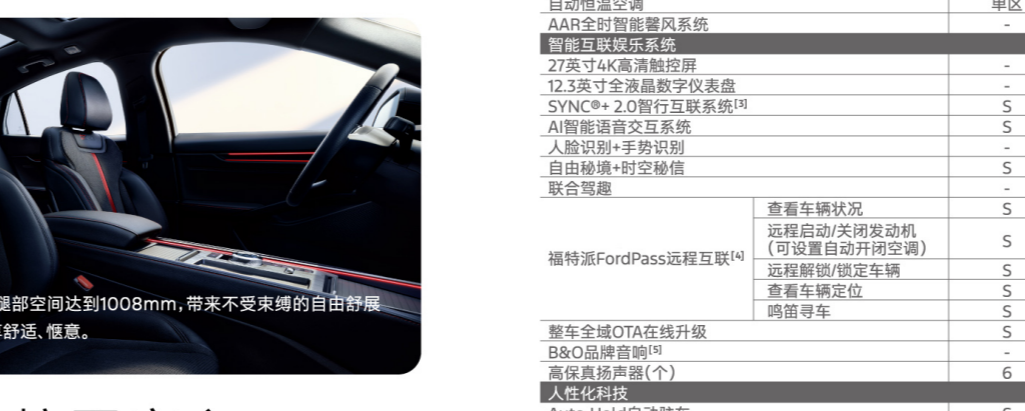 腿部空间达到1008mm，带来不受束缚的自由舒展
舒适、惬意。
自动恒温空调 单区
AAR全时智能馨风系统 -
智能互联娱乐系统
27英寸4K高清触控屏 -
12.3英寸全液晶数字仪表盘 -
SYNC®+ 2.0智行互联系统[3] S
AI智能语音交互系统 S
人脸识别+手势识别 -
自由秘境+时空秘信 S
联合驾趣 -
福特派FordPass远程互联[4]
查看车辆状况 S
远程启动/关闭发动机
（可设置自动开闭空调） S
远程解锁/锁定车辆 S
查看车辆定位 S
鸣笛寻车 S
整车全域OTA在线升级 S
B&O品牌音响[5] -
高保真扬声器（个） 6
人性化科技
Auto Hold自动驻车 S